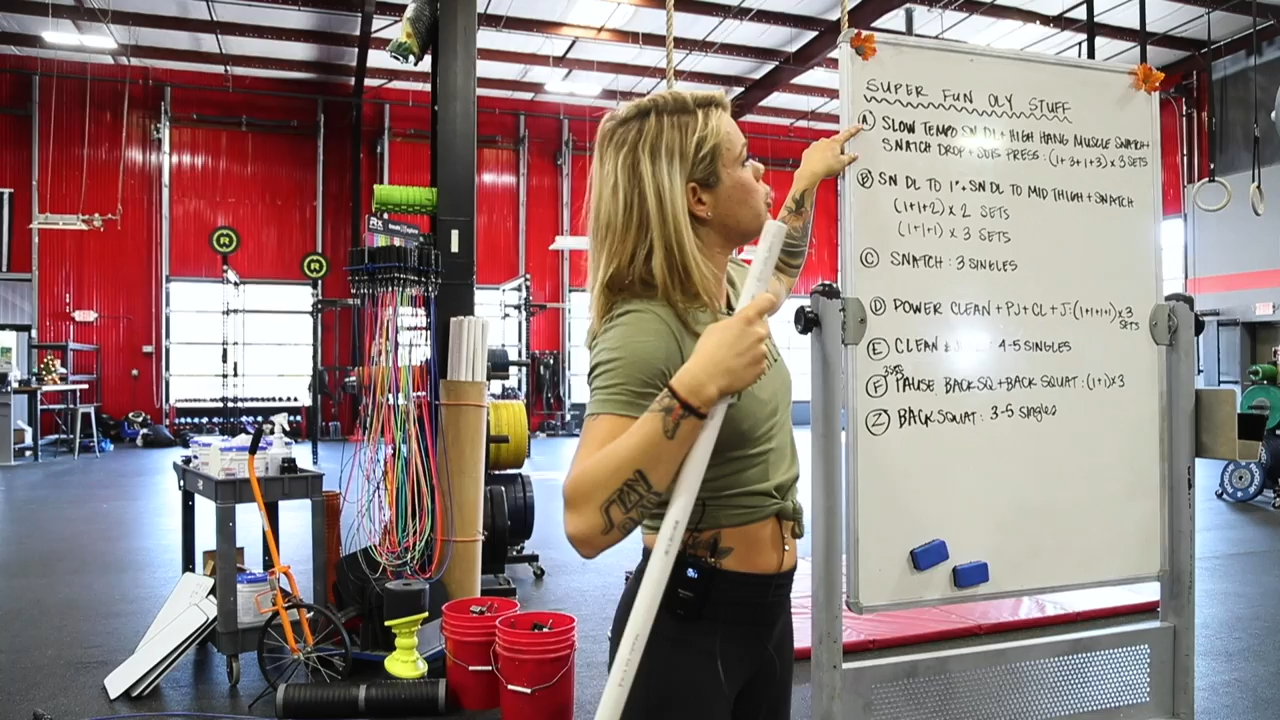 SUPER FUN OLY STUFF
A SLOW TEMPO SN DL + HIGH HANG MUSCLE SNATCH +
SNATCH DROP + SOTS PRESS : (1+3+1+3) x 3 SETS
B SN DL TO 1" + SN DL TO MID THIGH + SNATCH
(1+1+2) x 2 SETS
(1+1+1) x 3 SETS
C SNATCH : 3 SINGLES
D POWER CLEAN + PJ + CL + J : (1+1+1+1) x 3
SETS
E CLEAN : 4-5 SINGLES
F PAUSE BACK SQ + BACK SQUAT : (1+1) x 3
Z BACK SQUAT : 3-5 singles
R
R
RX
STAY